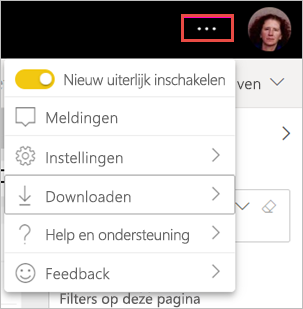 Nieuw uiterlijk inschakelen
ven
Meldingen
Instellingen
Downloaden
Help en ondersteuning
Feedback
Filters op deze pagina